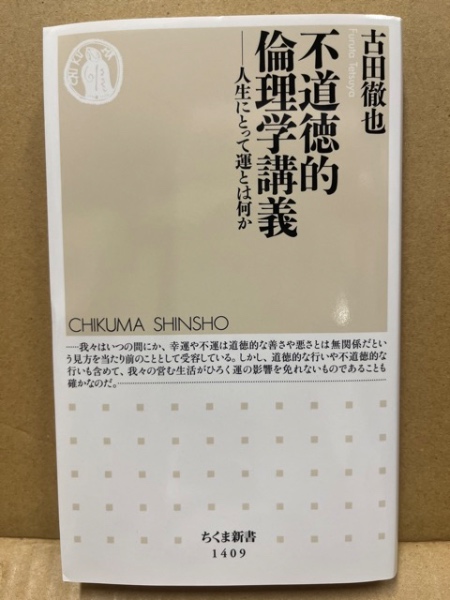 古田徹也
Furuta Tetsuya
不道徳的
倫理学講義
──人生にとって運とは何か
CHIKUMA
CHIKUMA SHINSHO
……我々はいつの間にか、幸運や不運は道徳的な善さや悪さとは無関係だとい
う見方を当たり前のこととして受容している。しかし、道徳的な行いや不道徳的な
行いも含めて、我々の営む生活がひろく運の影響を免れないものであることも
確かなのだ。……………………
ちくま新書
1409